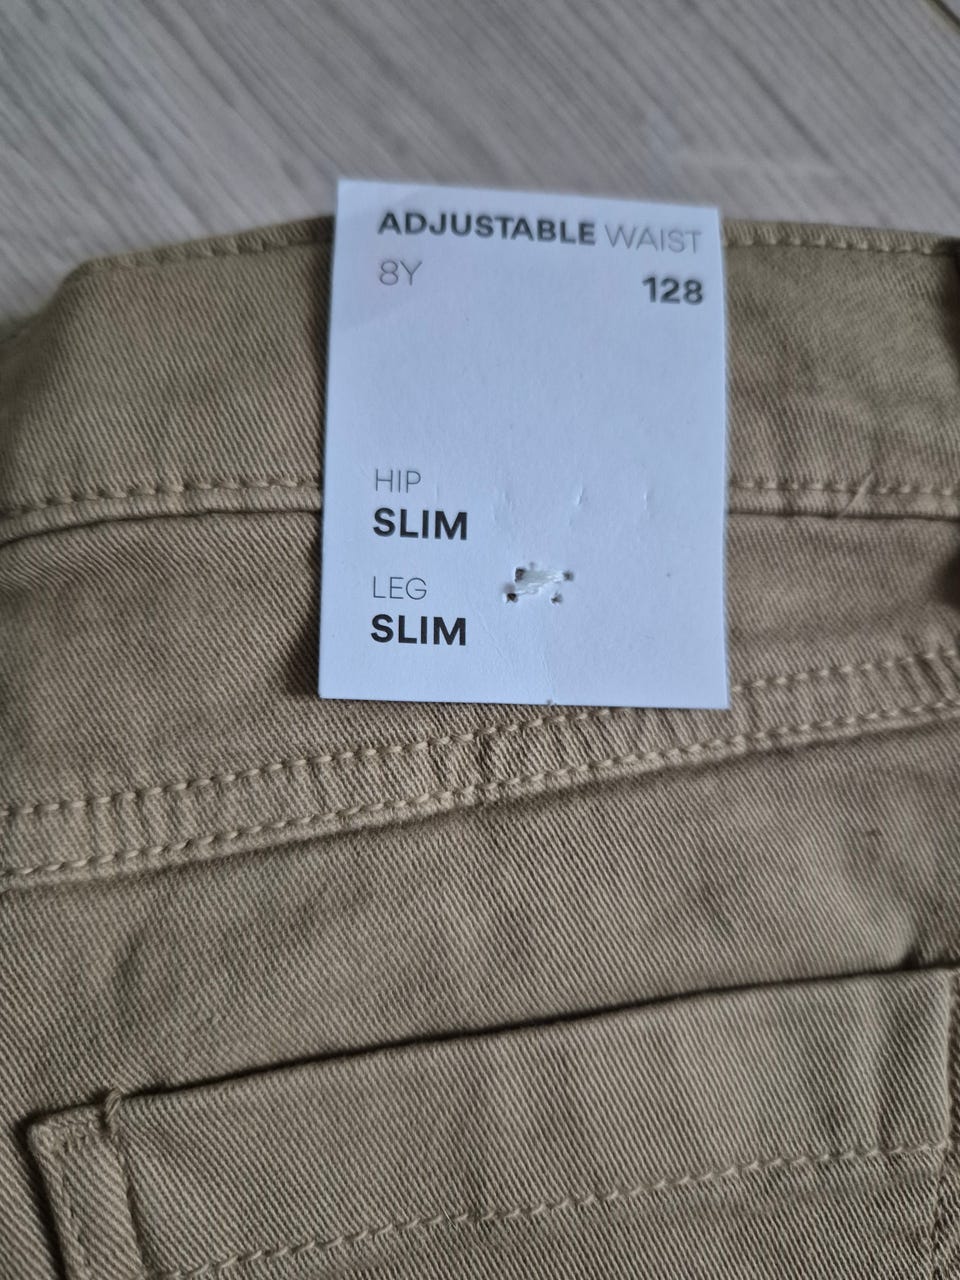 ADJUSTABLE WAIST
8Y 128
HIP
SLIM
LEG
SLIM